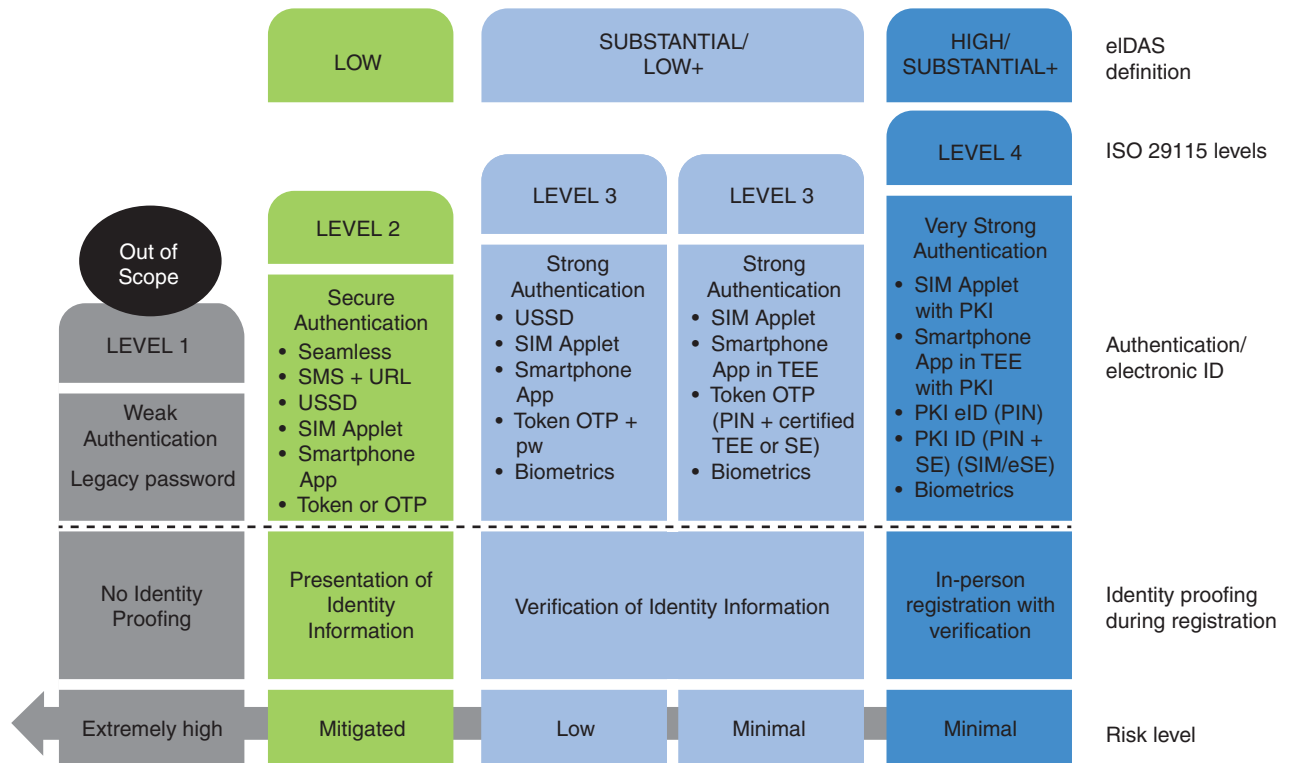 LOW
SUBSTANTIAL/
LOW+
HIGH/
SUBSTANTIAL+
eIDAS
definition
LEVEL 4
ISO 29115 levels
LEVEL 3
LEVEL 3
LEVEL 2
Out of
Scope
LEVEL 1
Weak
Authentication
Legacy password
Secure
Authentication
• Seamless
• SMS + URL
• USSD
• SIM Applet
• Smartphone
App
• Token or OTP
Strong
Authentication
• USSD
• SIM Applet
• Smartphone
App
• Token OTP +
pw
• Biometrics
Strong
Authentication
• SIM Applet
• Smartphone
App in TEE
• Token OTP
(PIN + certified
TEE or SE)
• Biometrics
Very Strong
Authentication
• SIM Applet
with PKI
• Smartphone
App in TEE
with PKI
• PKI eID (PIN)
• PKI ID (PIN +
SE) (SIM/eSE)
• Biometrics
Authentication/
electronic ID
No Identity
Proofing
Presentation of
Identity
Information
Verification of Identity Information
In-person
registration with
verification
Identity proofing
during registration
Extremely high
Mitigated
Low
Minimal
Minimal
Risk level